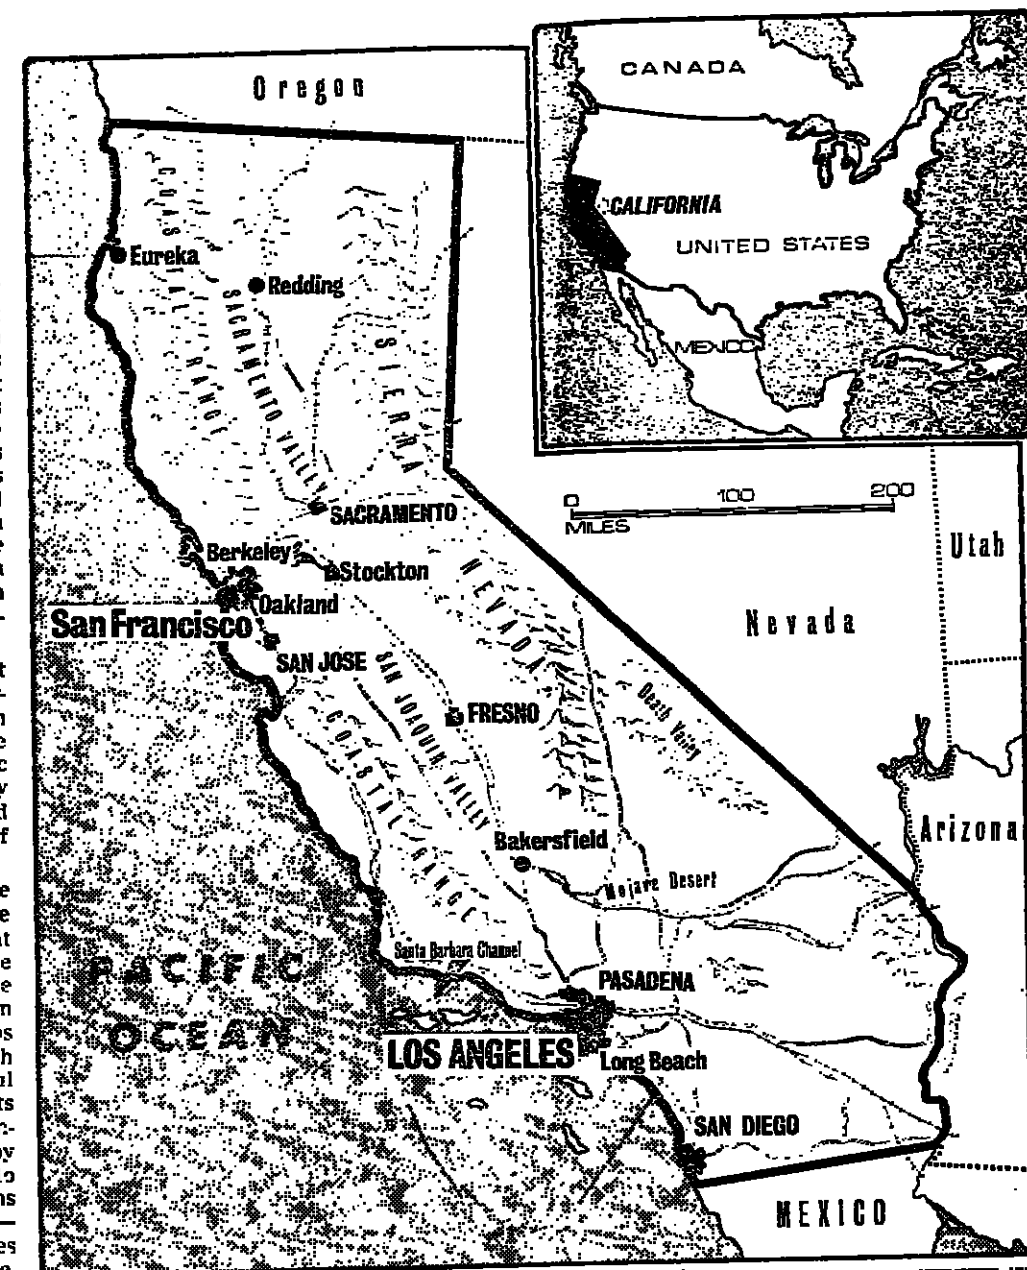 Oregon
CANADA
CALIFORNIA
UNITED STATES
MEXICO
COASTAL RANGE
Eureka
Redding
SACRAMENTO VALLEY
SIERRA
0 100 200
MILES
SACRAMENTO
Utah
Berkeley
Stockton
NEVADA
Oakland
Nevada
San Francisco
SAN JOSE
SAN JOAQUIN VALLEY
Death Valley
FRESNO
COASTAL RANGE
Arizona
Bakersfield
Mojave Desert
Santa Barbara Channel
PACIFIC
OCEAN
PASADENA
LOS ANGELES
Long Beach
SAN DIEGO
MEXICO